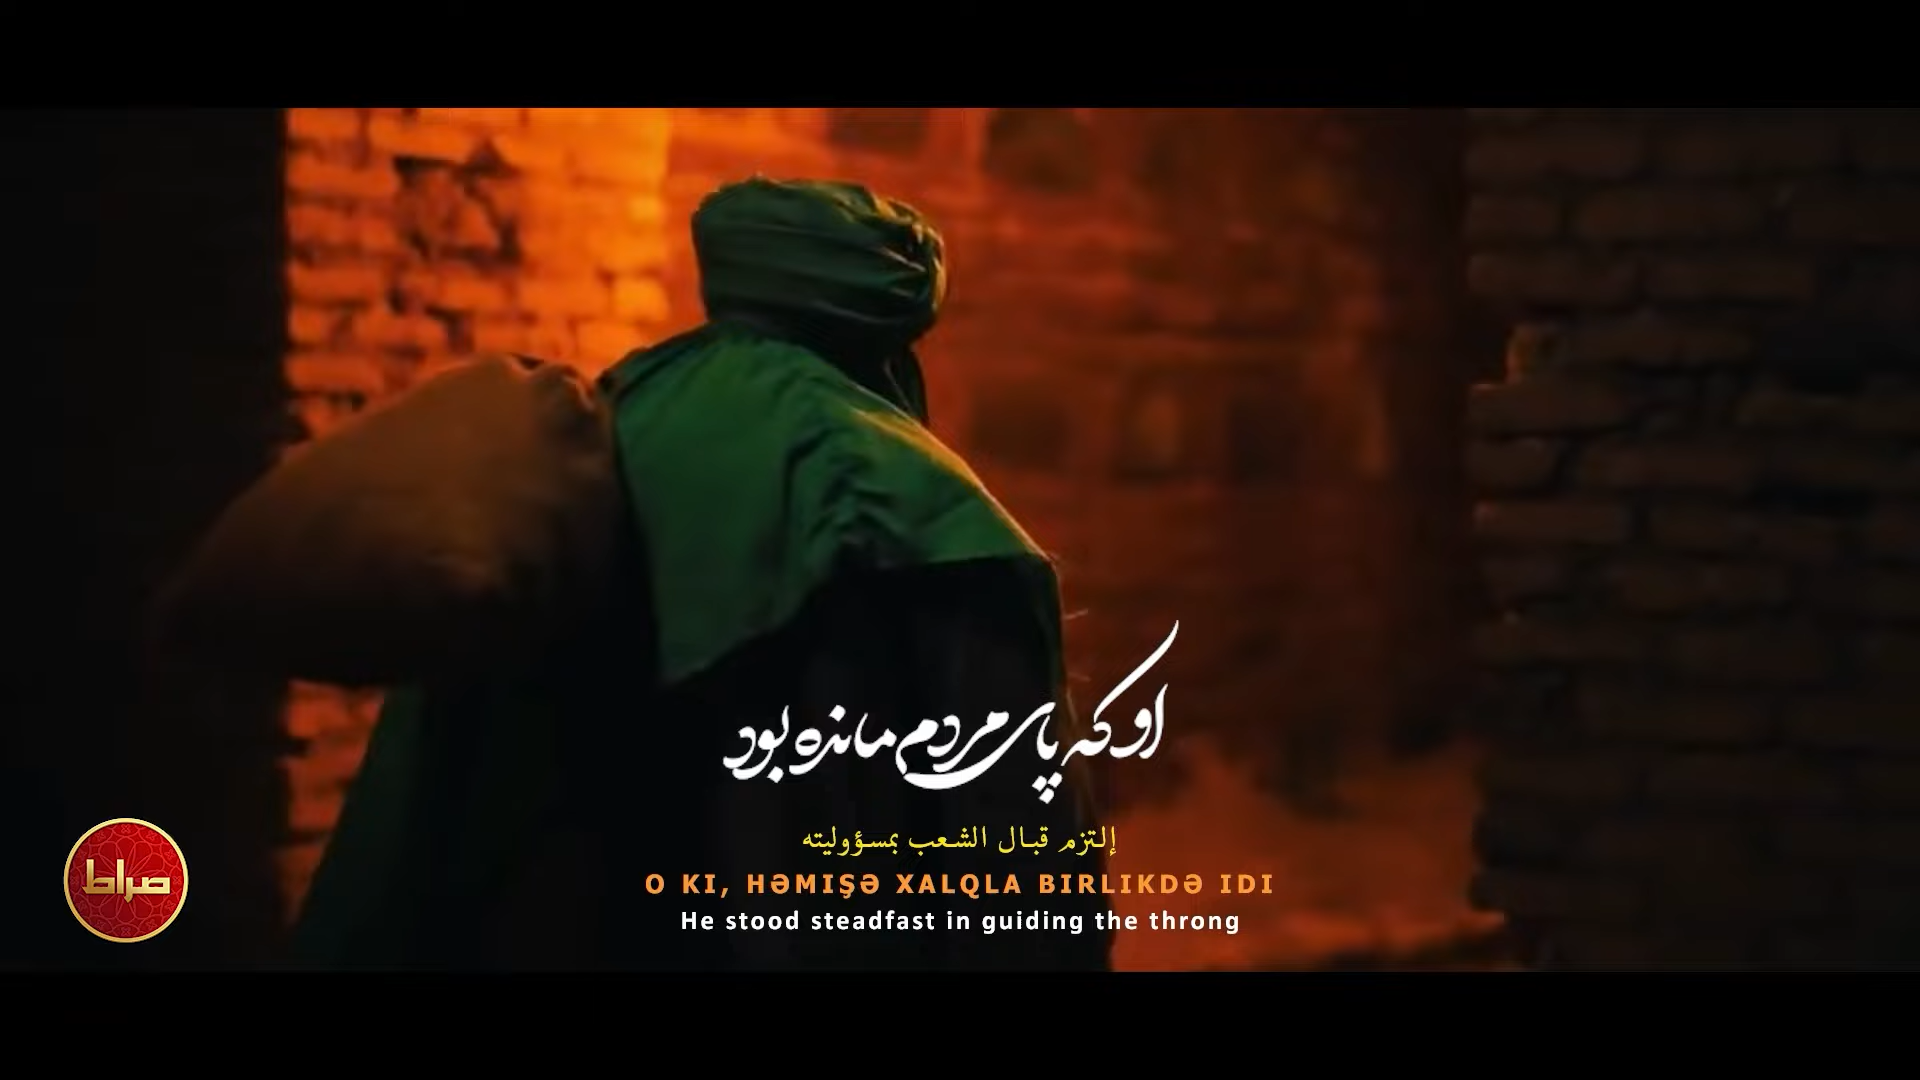 او که پای مردم مانده بود
إلتزم قبال الشعب بمسؤوليته
O KI, HƏMIŞƏ XALQLA BIRLIKDƏ IDI
He stood steadfast in guiding the throng
صراط